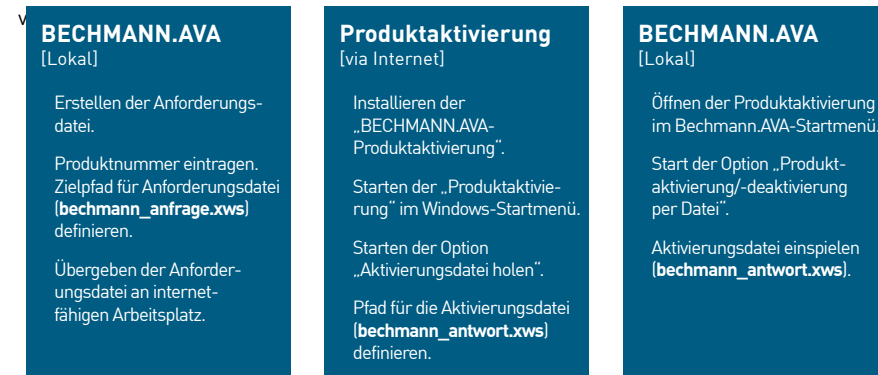 v
BECHMANN.AVA
[Lokal]
Erstellen der Anforderungs-
datei.
Produktnummer eintragen.
Zielpfad für Anforderungsdatei
(bechmann_anfrage.xws)
definieren.
Übergeben der Anforder-
ungsdatei an internet-
fähigen Arbeitsplatz.
Produktaktivierung
[via Internet]
Installieren der
„BECHMANN.AVA-
Produktaktivierung“.
Starten der „Produktaktivie-
rung“ im Windows-Startmenü.
Starten der Option
„Aktivierungsdatei holen“.
Pfad für die Aktivierungsdatei
(bechmann_antwort.xws)
definieren.
BECHMANN.AVA
[Lokal]
Öffnen der Produktaktivierung
im Bechmann.AVA-Startmenü.
Start der Option „Produkt-
aktivierung/-deaktivierung
per Datei“.
Aktivierungsdatei einspielen
(bechmann_antwort.xws).